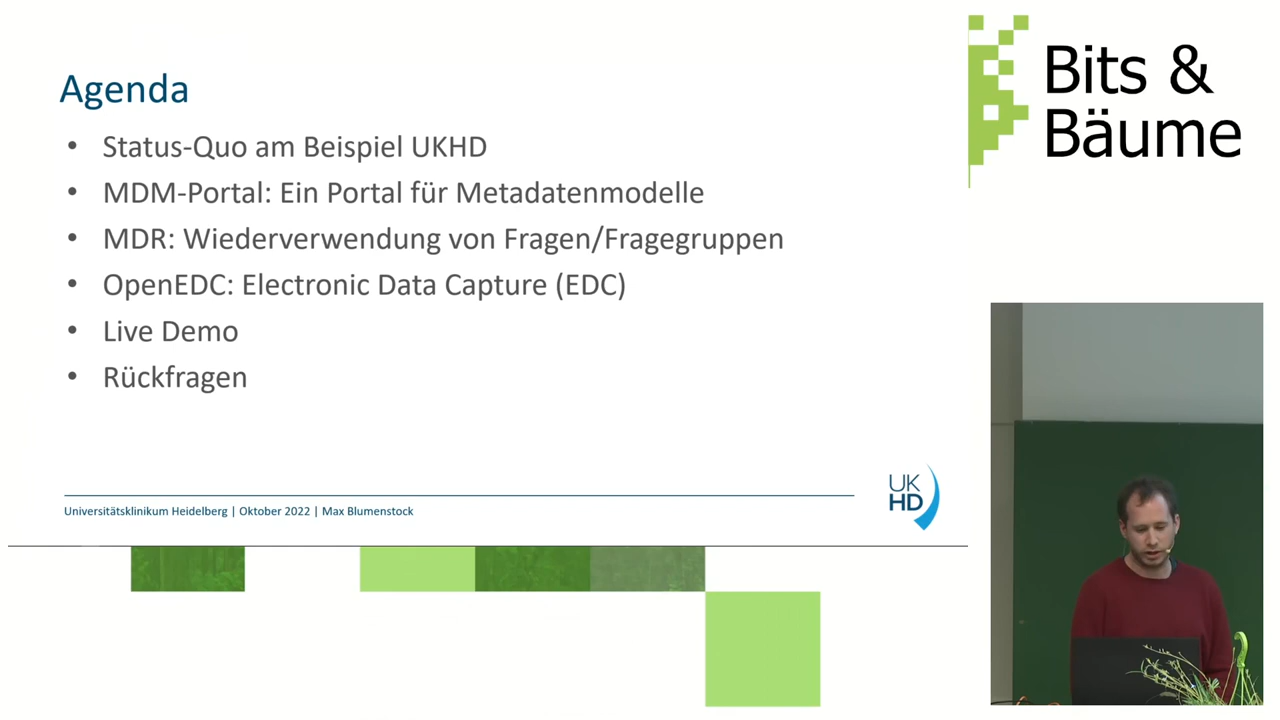 Agenda
• Status-Quo am Beispiel UKHD
• MDM-Portal: Ein Portal für Metadatenmodelle
• MDR: Wiederverwendung von Fragen/Fragegruppen
• OpenEDC: Electronic Data Capture (EDC)
• Live Demo
• Rückfragen
Universitätsklinikum Heidelberg | Oktober 2022 | Max Blumenstock
UK
HD
Bits &
Bäume